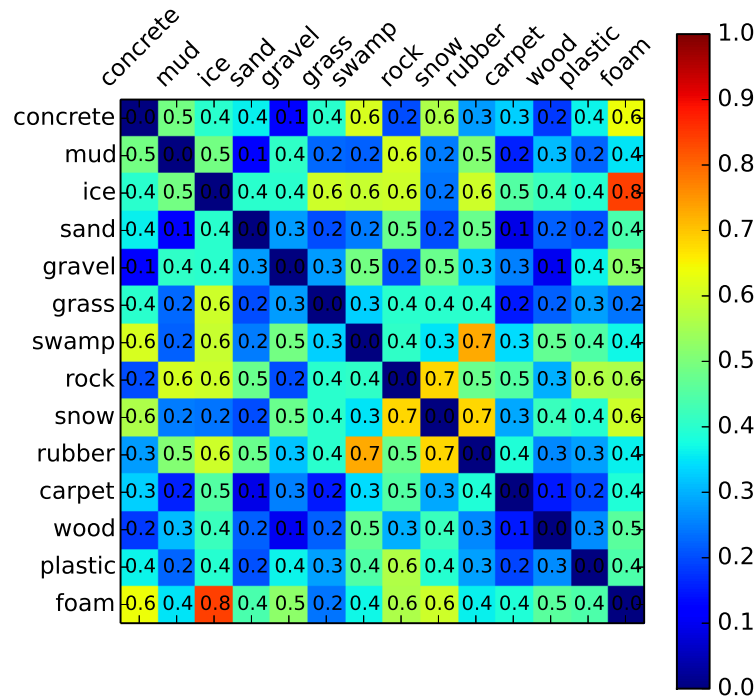 concrete mud ice sand gravel grass swamp rock snow rubber carpet wood plastic foam
concrete 0.0 0.5 0.4 0.4 0.1 0.4 0.6 0.2 0.6 0.3 0.3 0.2 0.4 0.6
mud 0.5 0.0 0.5 0.1 0.4 0.2 0.2 0.6 0.2 0.5 0.2 0.3 0.2 0.4
ice 0.4 0.5 0.0 0.4 0.4 0.6 0.6 0.6 0.2 0.6 0.5 0.4 0.4 0.8
sand 0.4 0.1 0.4 0.0 0.3 0.2 0.2 0.5 0.2 0.5 0.1 0.2 0.2 0.4
gravel 0.1 0.4 0.4 0.3 0.0 0.3 0.5 0.2 0.5 0.3 0.3 0.1 0.4 0.5
grass 0.4 0.2 0.6 0.2 0.3 0.0 0.3 0.4 0.4 0.4 0.2 0.2 0.3 0.2
swamp 0.6 0.2 0.6 0.2 0.5 0.3 0.0 0.4 0.3 0.7 0.3 0.5 0.4 0.4
rock 0.2 0.6 0.6 0.5 0.2 0.4 0.4 0.0 0.7 0.5 0.5 0.3 0.6 0.6
snow 0.6 0.2 0.2 0.2 0.5 0.4 0.3 0.7 0.0 0.7 0.3 0.4 0.4 0.6
rubber 0.3 0.5 0.6 0.5 0.3 0.4 0.7 0.5 0.7 0.0 0.4 0.3 0.3 0.4
carpet 0.3 0.2 0.5 0.1 0.3 0.2 0.3 0.5 0.3 0.4 0.0 0.1 0.2 0.4
wood 0.2 0.3 0.4 0.2 0.1 0.2 0.5 0.3 0.4 0.3 0.1 0.0 0.3 0.5
plastic 0.4 0.2 0.4 0.2 0.4 0.3 0.4 0.6 0.4 0.3 0.2 0.3 0.0 0.4
foam 0.6 0.4 0.8 0.4 0.5 0.2 0.4 0.6 0.6 0.4 0.4 0.5 0.4 0.0
1.0
0.9
0.8
0.7
0.6
0.5
0.4
0.3
0.2
0.1
0.0